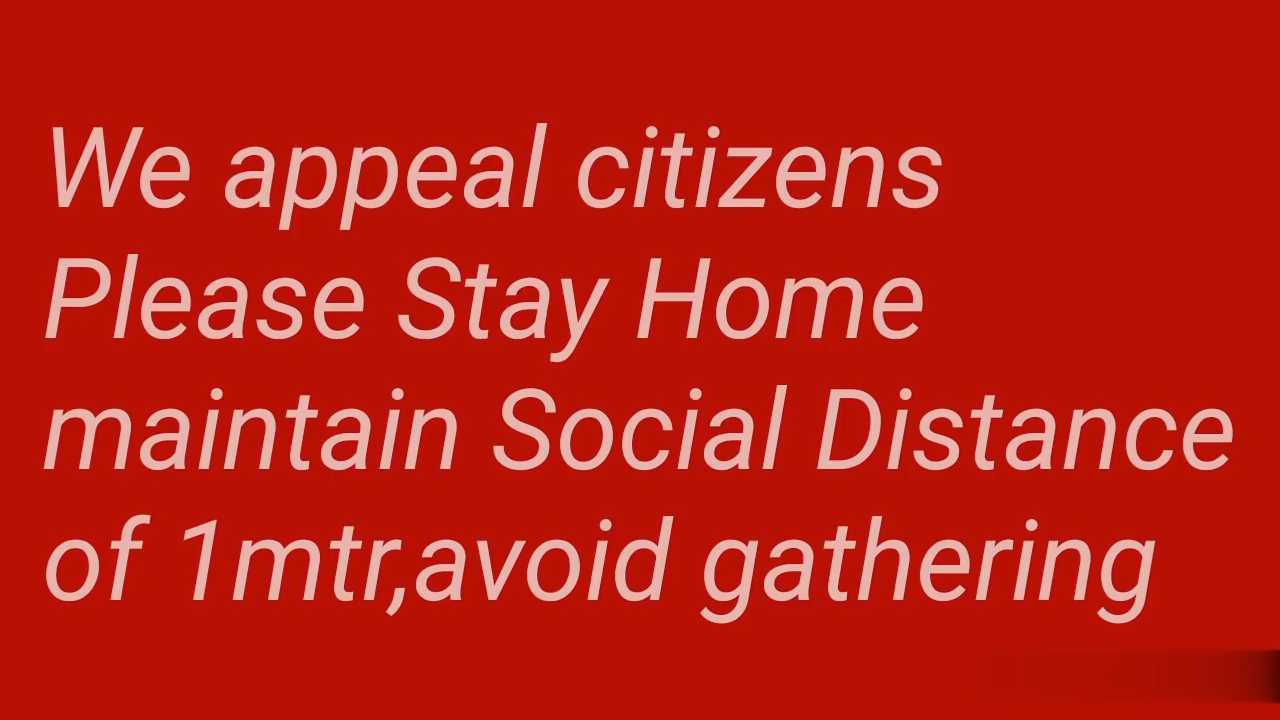 We appeal citizens
Please Stay Home
maintain Social Distance
of 1mtr,avoid gathering